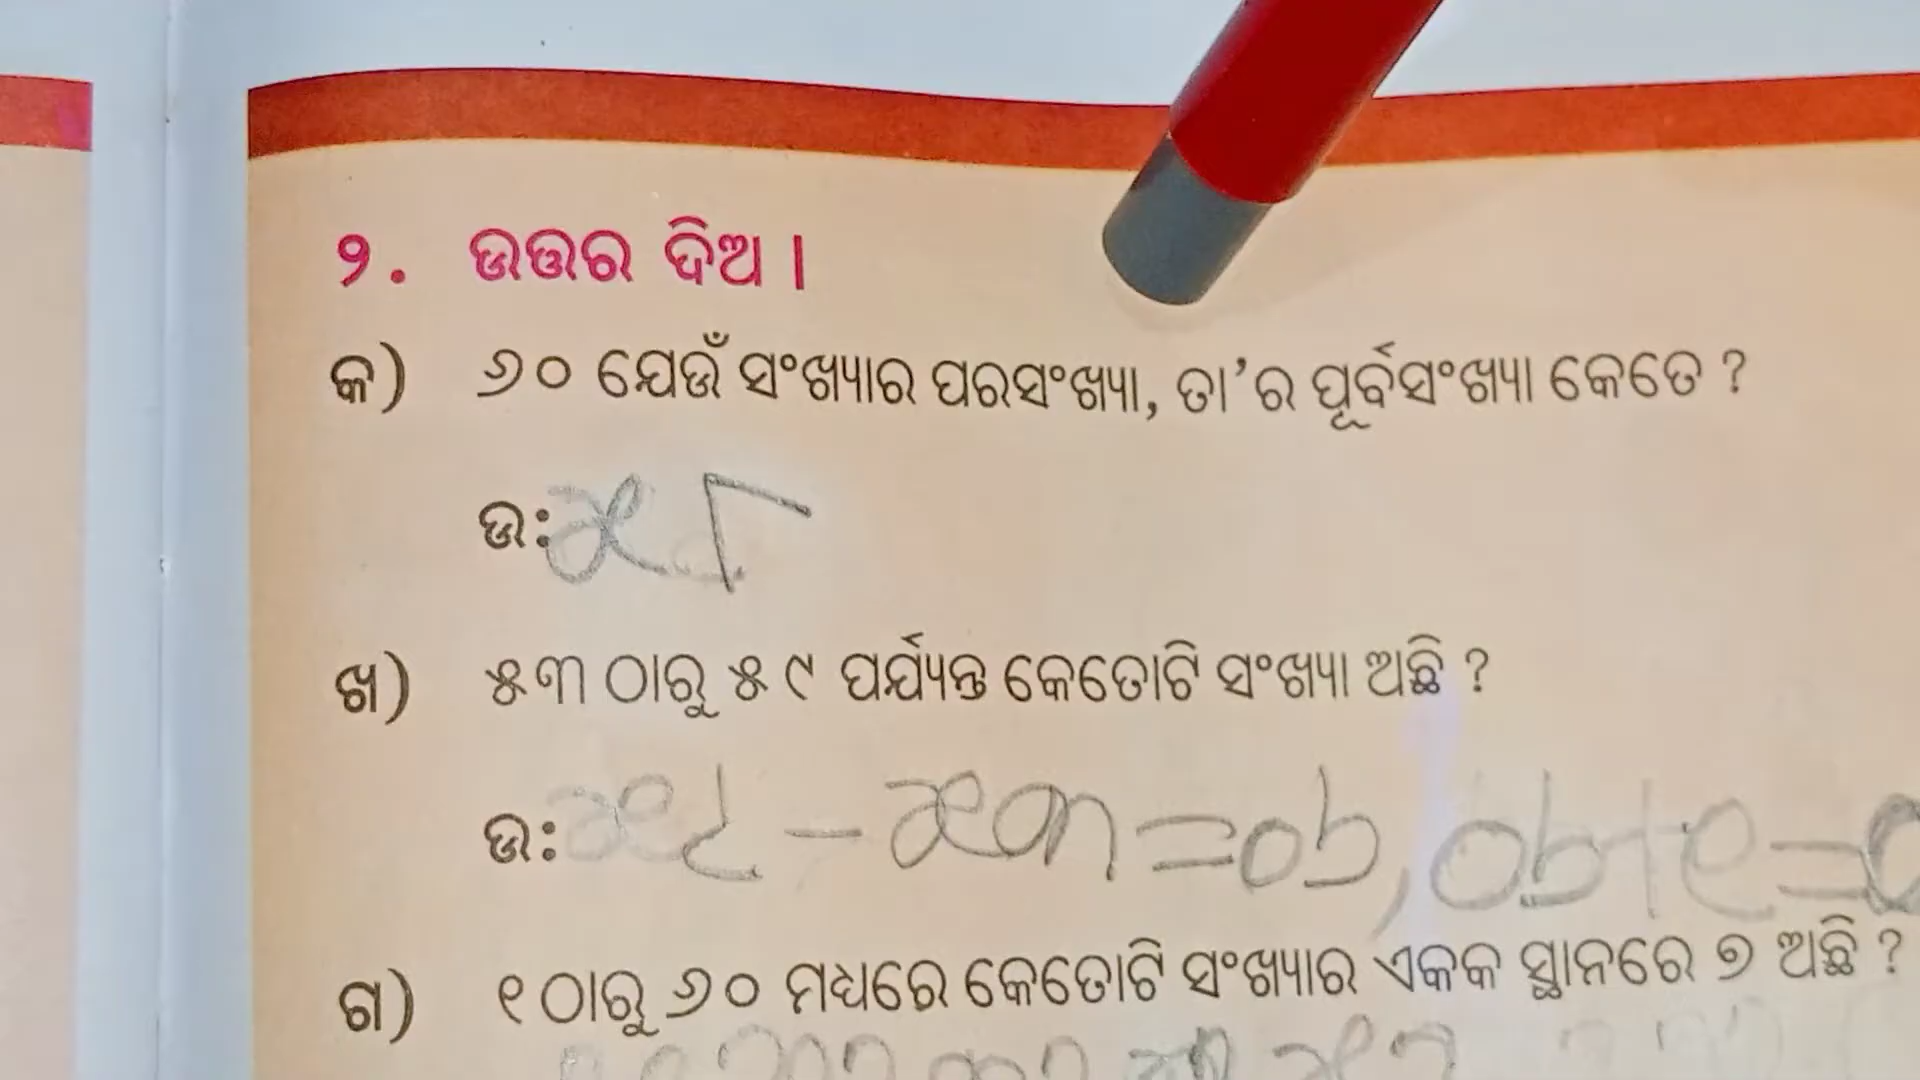 ୨. ଉତ୍ତର ଦିଅ।
କ) ୬୦ ଯେଉଁ ସଂଖ୍ୟାର ପରସଂଖ୍ୟା, ତା'ର ପୂର୍ବସଂଖ୍ୟା କେତେ ?
ଉ: ୫୮
ଖ) ୫୩ ଠାରୁ ୫୯ ପର୍ଯ୍ୟନ୍ତ କେତୋଟି ସଂଖ୍ୟା ଅଛି ?
ଉ: ୫୯ - ୫୩ = ୦୬, ୦୬ + ୧ = ୦
ଗ) ୧ ଠାରୁ ୬୦ ମଧ୍ୟରେ କେତୋଟି ସଂଖ୍ୟାର ଏକକ ସ୍ଥାନରେ ୭ ଅଛି ?